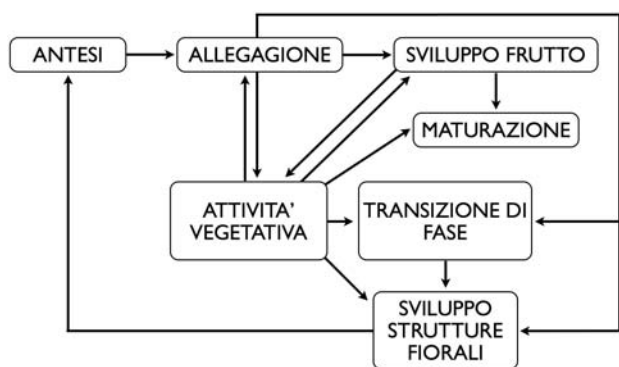 ANTESI
ALLEGAGIONE
SVILUPPO FRUTTO
MATURAZIONE
ATTIVITA'
VEGETATIVA
TRANSIZIONE DI
FASE
SVILUPPO
STRUTTURE
FIORALI